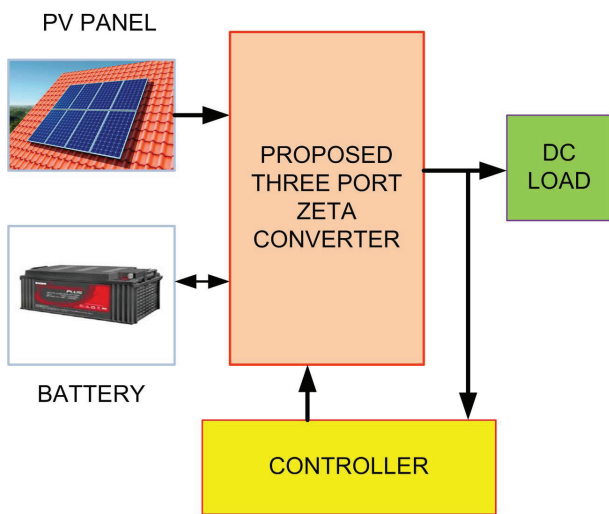 PV PANEL
PROPOSED
THREE PORT
ZETA
CONVERTER
DC
LOAD
BATTERY
CONTROLLER